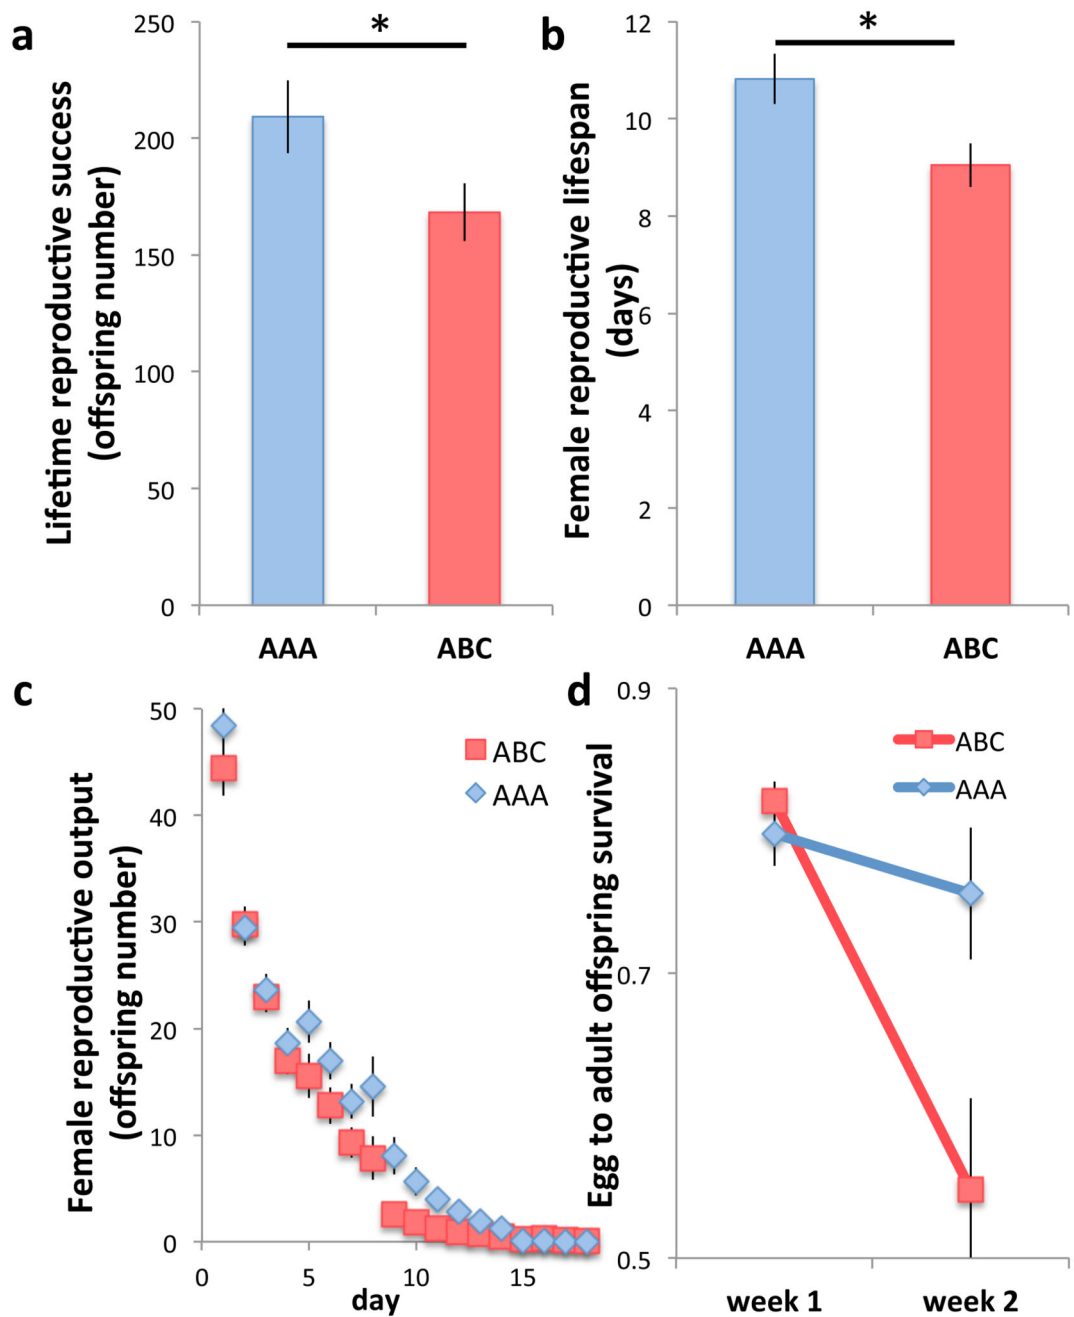 a
250
200
150
100
50
0
Lifetime reproductive success
(offspring number)
*
AAA
ABC
b
12
10
8
6
4
2
0
Female reproductive lifespan
(days)
*
AAA
ABC
c
50
40
30
20
10
0
Female reproductive output
(offspring number)
ABC
AAA
0
5
10
15
day
d
0.9
0.7
0.5
Egg to adult offspring survival
ABC
AAA
week 1
week 2